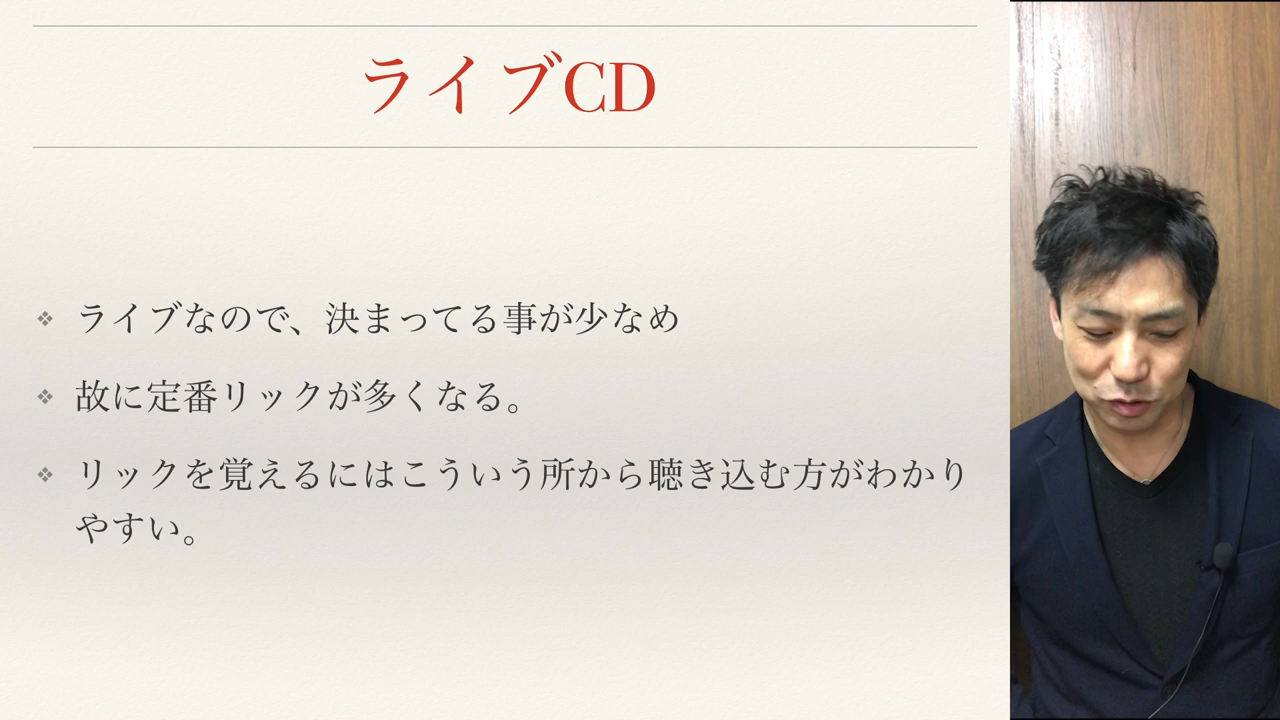 ライブCD
ライブなので、決まってる事が少なめ
故に定番リックが多くなる。
リックを覚えるにはこういう所から聴き込む方がわかり
やすい。